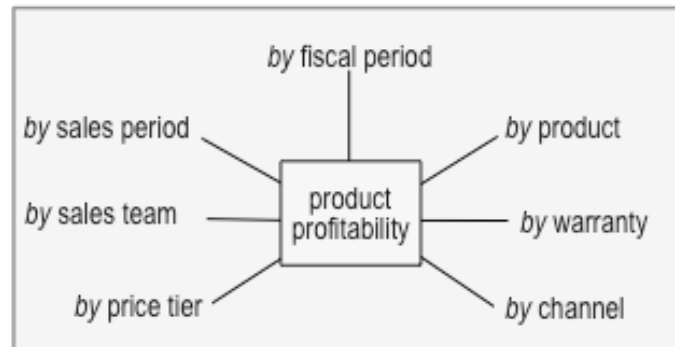 by fiscal period
by sales period
by product
by sales team
product
profitability
by warranty
by price tier
by channel